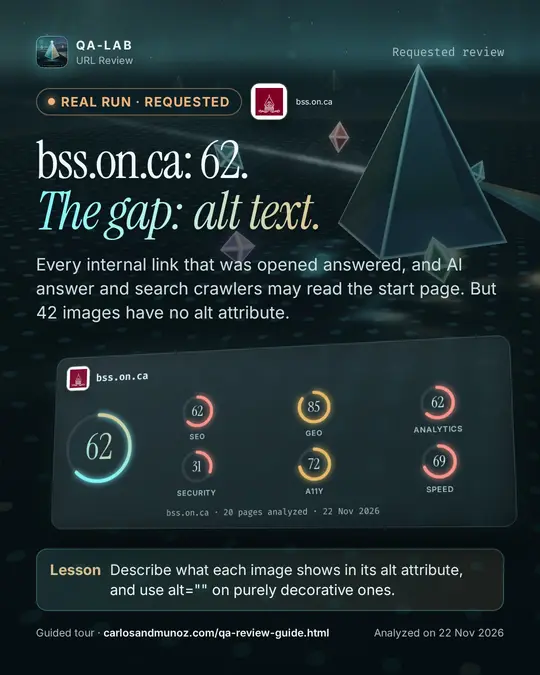 QA-LAB
URL Review
Requested review
REAL RUN · REQUESTED
bss.on.ca
bss.on.ca: 62.
The gap: alt text.
Every internal link that was opened answered, and AI
answer and search crawlers may read the start page. But
42 images have no alt attribute.
bss.on.ca
62
62
SEO
85
GEO
62
ANALYTICS
31
SECURITY
72
A11Y
69
SPEED
bss.on.ca · 20 pages analyzed · 22 Nov 2026
Lesson Describe what each image shows in its alt attribute,
and use alt="" on purely decorative ones.
Guided tour · carlosandmunoz.com/qa-review-guide.html
Analyzed on 22 Nov 2026